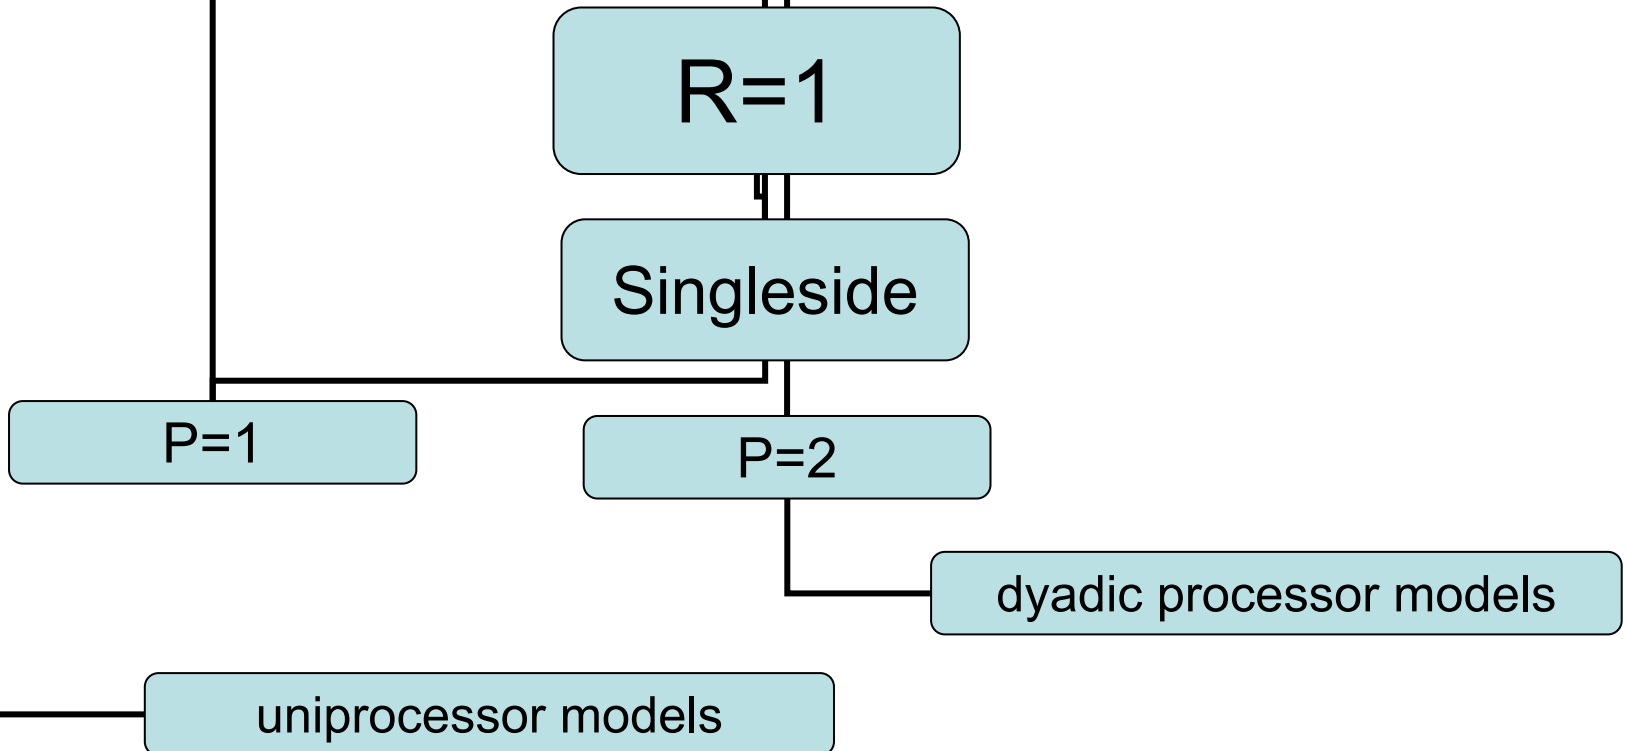 R=1
Singleside
P=1
P=2
dyadic processor models
uniprocessor models